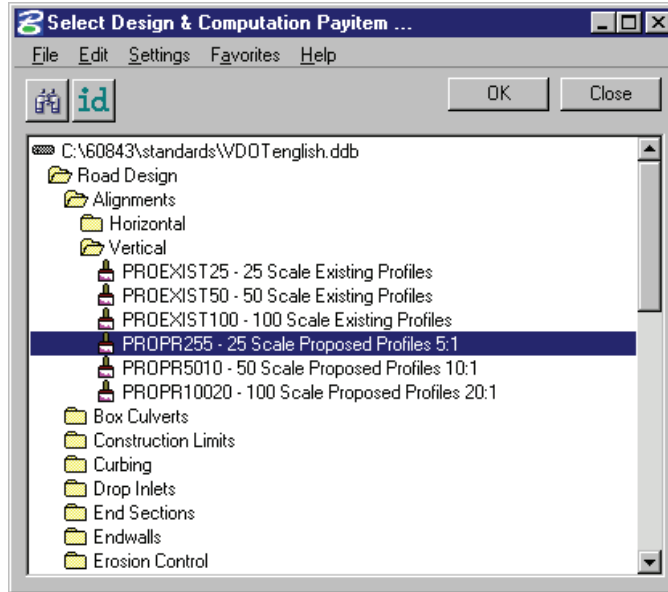 Select Design & Computation Payitem ...
File Edit Settings Favorites Help
id OK Close
C:\60843\standards\VDOTenglish.ddb
Road Design
Alignments
Horizontal
Vertical
PROEXIST25 - 25 Scale Existing Profiles
PROEXIST50 - 50 Scale Existing Profiles
PROEXIST100 - 100 Scale Existing Profiles
PROPR255 - 25 Scale Proposed Profiles 5:1
PROPR5010 - 50 Scale Proposed Profiles 10:1
PROPR10020 - 100 Scale Proposed Profiles 20:1
Box Culverts
Construction Limits
Curbing
Drop Inlets
End Sections
Endwalls
Erosion Control